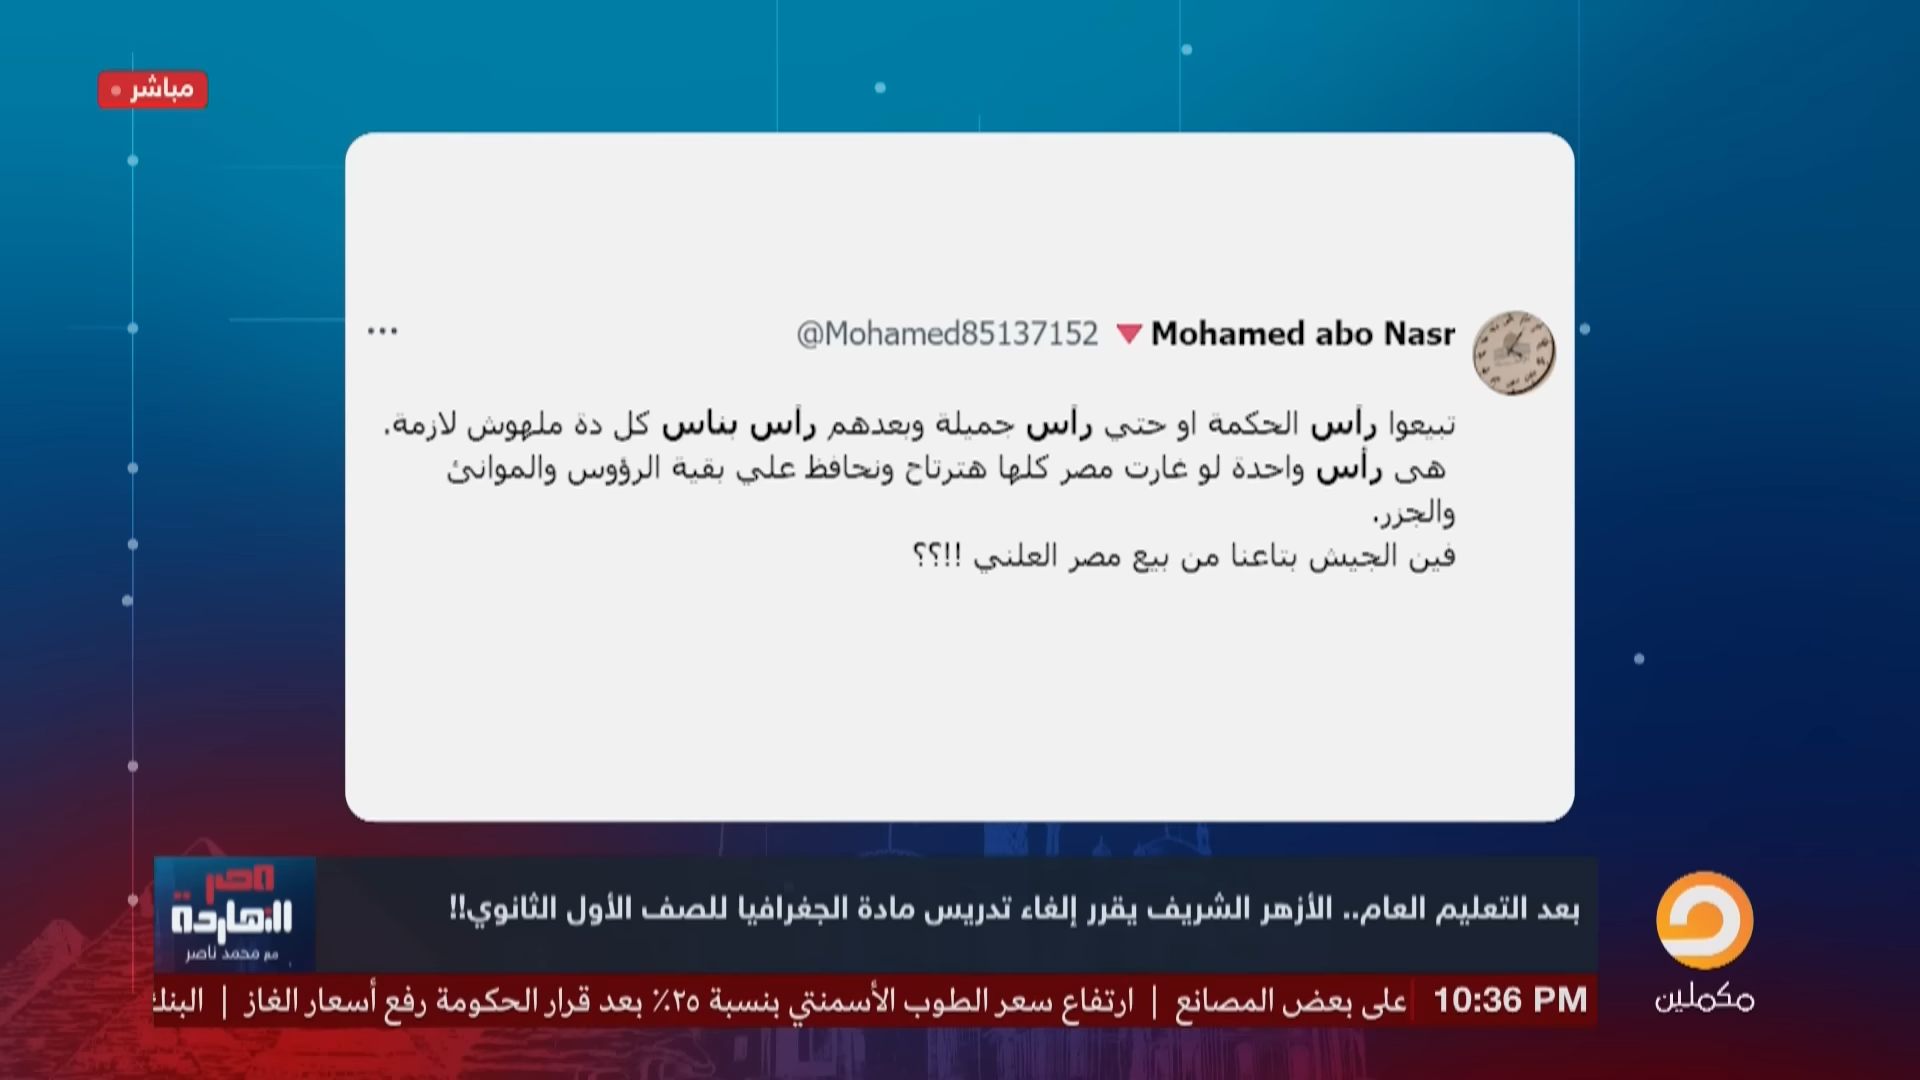 مباشر
Mohamed abo Nasr 🔻 @Mohamed85137152 ...
تبيعوا رأس الحكمة او حتي رأس جميلة وبعدهم رأس بناس كل دة ملهوش لازمة.
هى رأس واحدة لو غارت مصر كلها هترتاح ونحافظ علي بقية الرؤوس والموانئ
والجزر.
فين الجيش بتاعنا من بيع مصر العلني !!؟؟
بعد التعليم العام.. الأزهر الشريف يقرر إلغاء تدريس مادة الجغرافيا للصف الأول الثانوي!!
مصر
النهاردة
مع محمد ناصر
10:36 PM
على بعض المصانع | ارتفاع سعر الطوب الأسمنتي بنسبة ٢٥٪ بعد قرار الحكومة رفع أسعار الغاز | البنك
مكملين